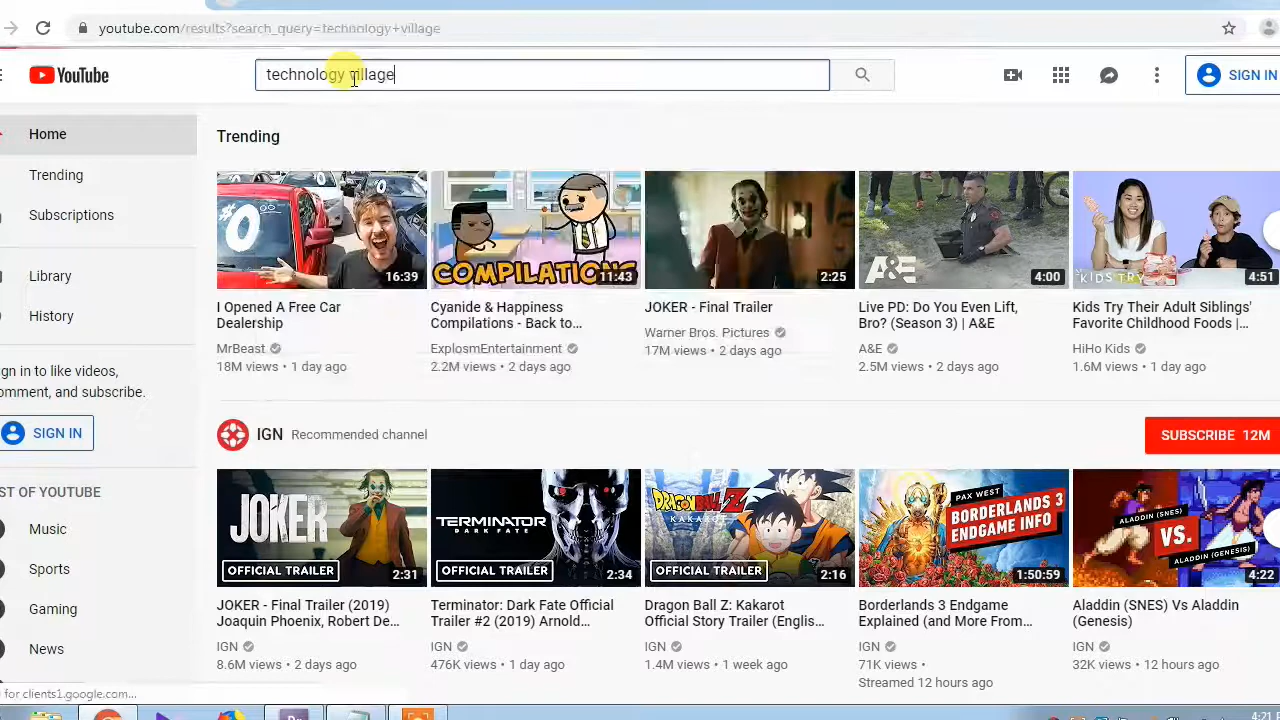 youtube.com/results?search_query=technology+village
YouTube
technology village
SIGN IN
Home
Trending
Subscriptions
Library
History
gn in to like videos,
omment, and subscribe.
SIGN IN
ST OF YOUTUBE
Music
Sports
Gaming
News
Trending
$0
16:39
COMPILATIONS
11:43
2:25
A&E
4:00
KIDS TRY
4:51
I Opened A Free Car
Dealership
MrBeast
18M views • 1 day ago
Cyanide & Happiness
Compilations - Back to...
ExplosmEntertainment
2.2M views • 2 days ago
JOKER - Final Trailer
Warner Bros. Pictures
17M views • 2 days ago
Live PD: Do You Even Lift,
Bro? (Season 3) | A&E
A&E
2.5M views • 2 days ago
Kids Try Their Adult Siblings'
Favorite Childhood Foods |...
HiHo Kids
1.6M views • 1 day ago
IGN Recommended channel
SUBSCRIBE 12M
JOKER
OFFICIAL TRAILER
2:31
TERMINATOR
DARK FATE
OFFICIAL TRAILER
2:34
DRAGON BALL Z
KAKAROT
OFFICIAL TRAILER
2:16
PAX WEST
BORDERLANDS 3
ENDGAME INFO
1:50:59
ALADDIN (SNES)
VS.
ALADDIN (GENESIS)
4:22
JOKER - Final Trailer (2019)
Joaquin Phoenix, Robert De...
IGN
8.6M views • 2 days ago
Terminator: Dark Fate Official
Trailer #2 (2019) Arnold...
IGN
476K views • 1 day ago
Dragon Ball Z: Kakarot
Official Story Trailer (Englis...
IGN
1.4M views • 1 week ago
Borderlands 3 Endgame
Explained (and More From...
IGN
71K views •
Streamed 12 hours ago
Aladdin (SNES) Vs Aladdin
(Genesis)
IGN
32K views • 12 hours ago
for clients1.google.com...
4:21